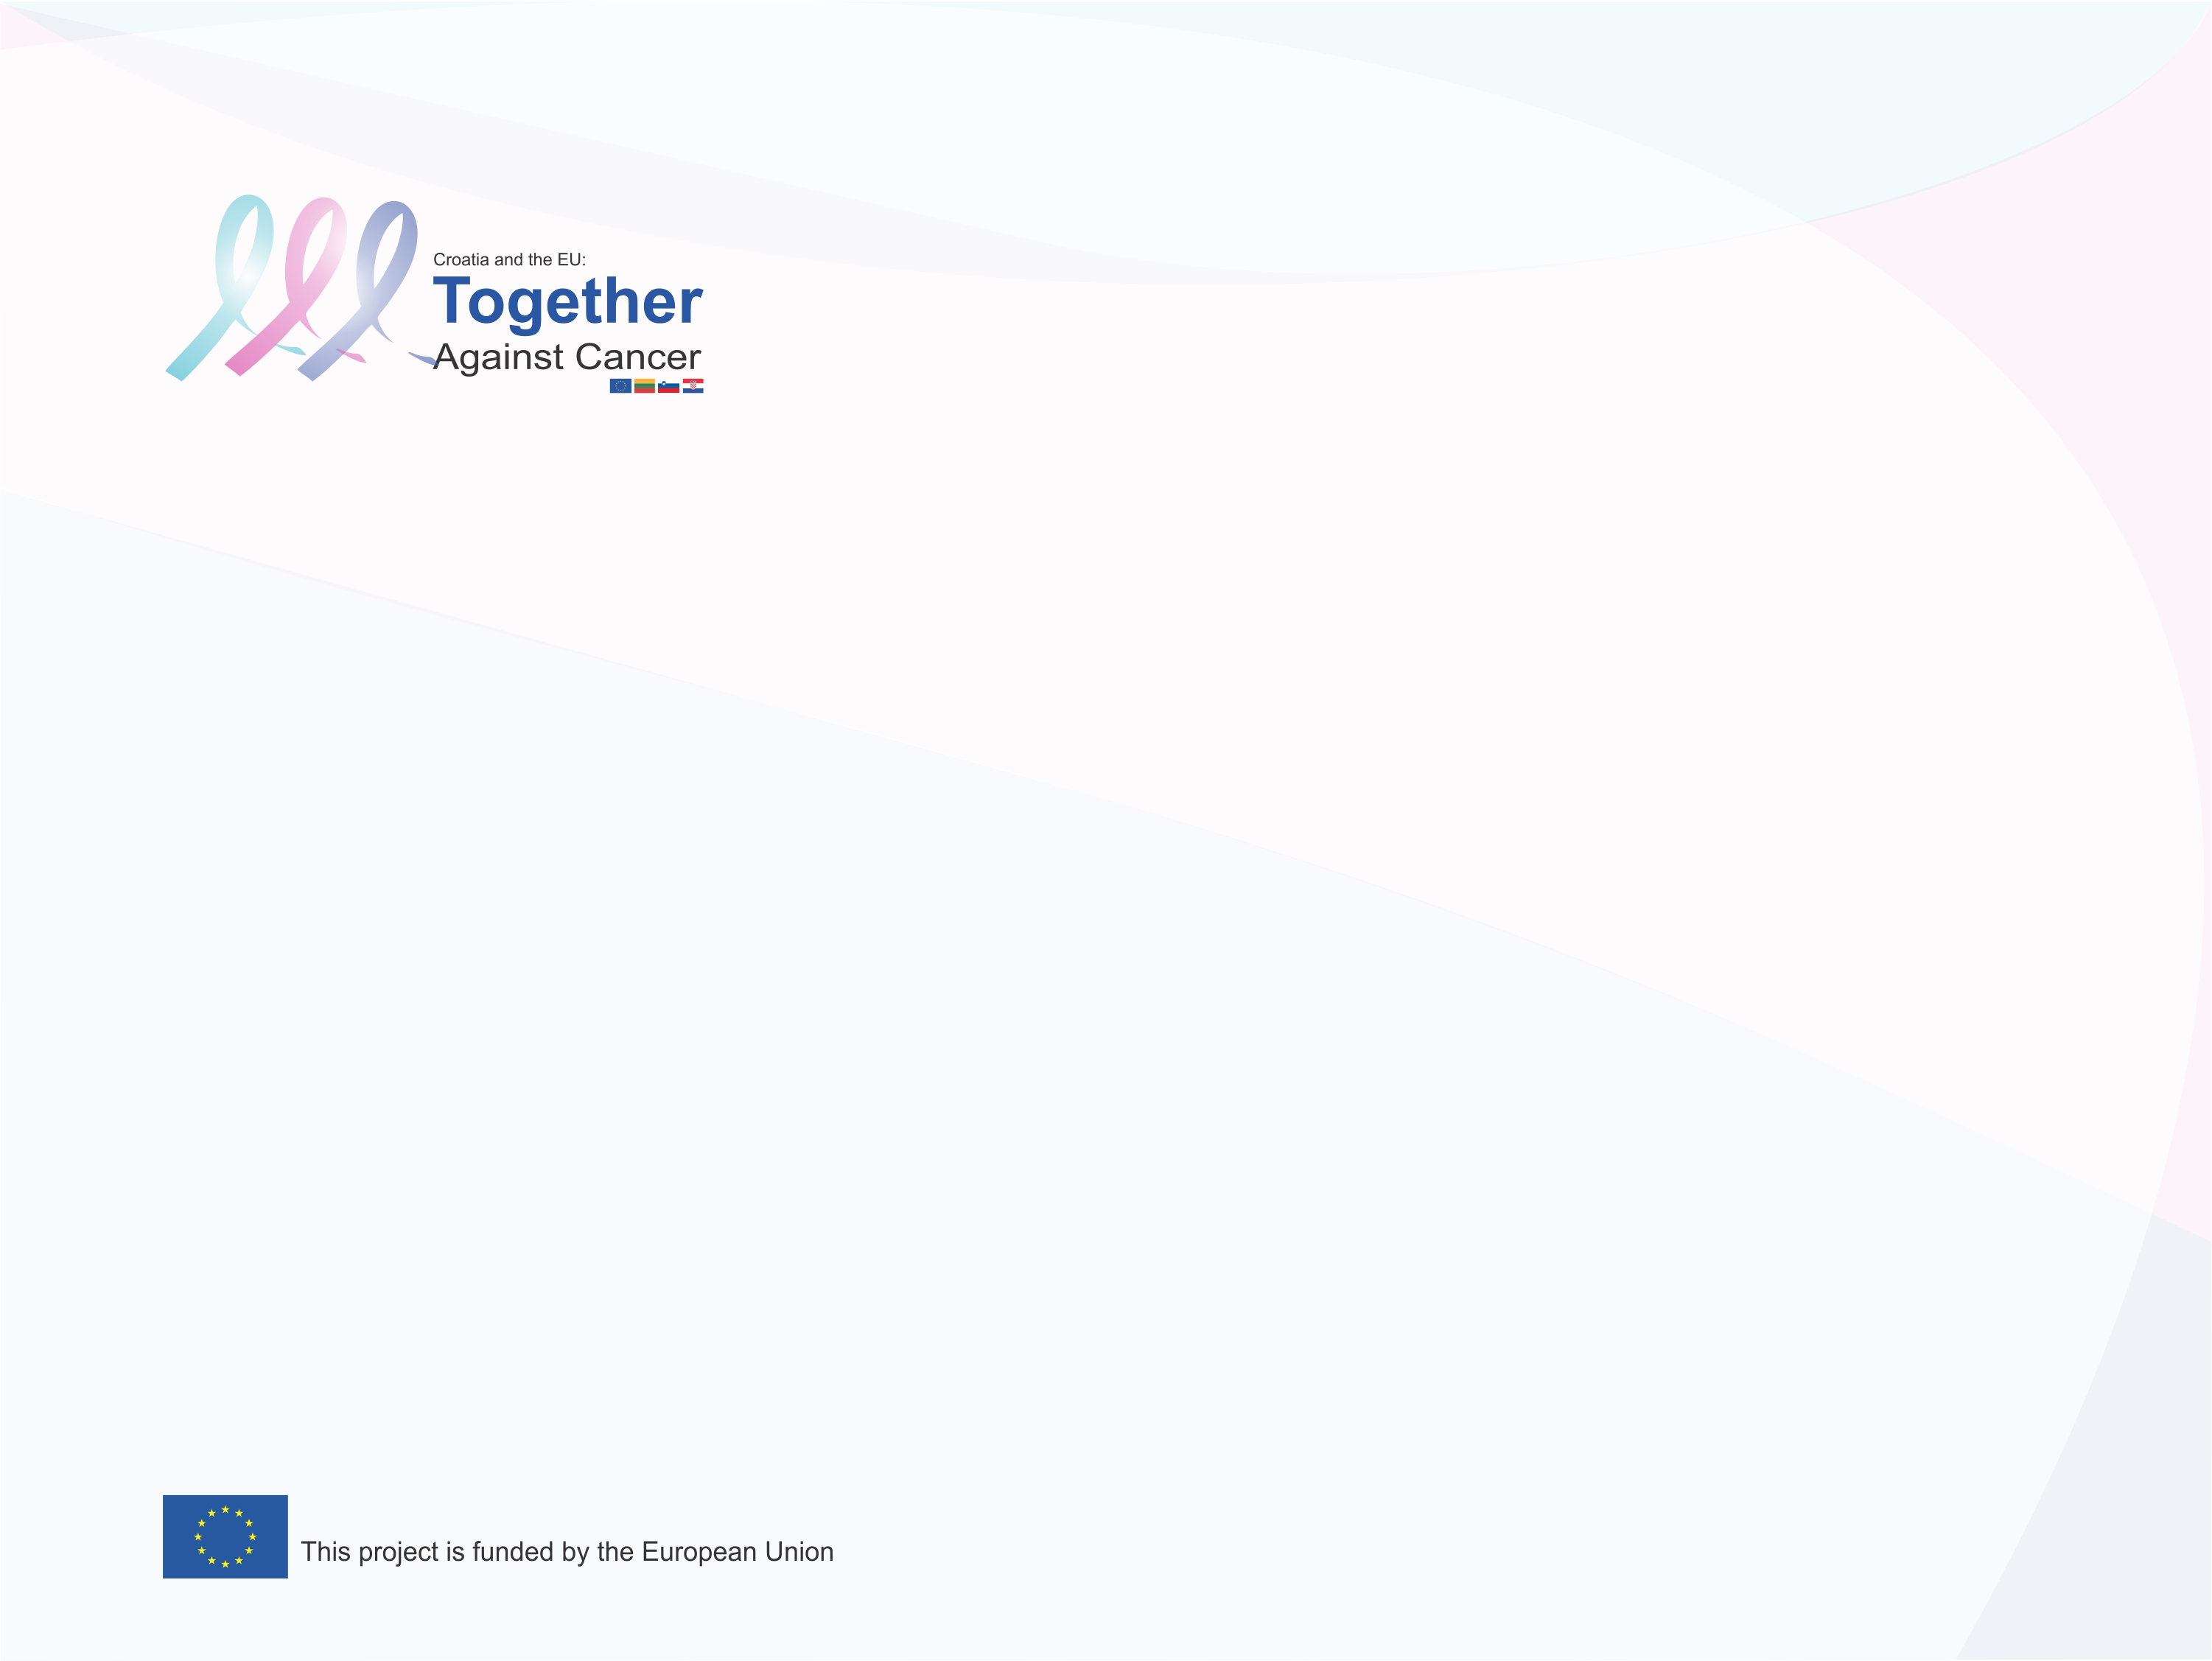 Croatia and the EU:
Together
Against Cancer
This project is funded by the European Union